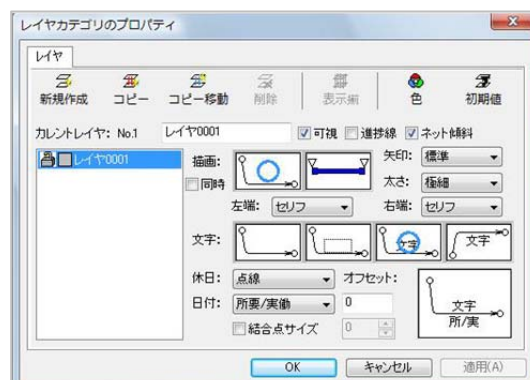 レイヤカテゴリのプロパティ
レイヤ
新規作成 コピー コピー移動 削除 表示順 色 初期値
カレントレイヤ: No.1 レイヤ0001 可視 進捗線 ネット傾斜
レイヤ0001
描画: 矢印: 標準
同時 太さ: 極細
左端: セリフ 右端: セリフ
文字: 文字 文字
休日: 点線 オフセット:
日付: 所要/実働 0 文字
所/実
結合点サイズ 0
OK キャンセル 適用(A)